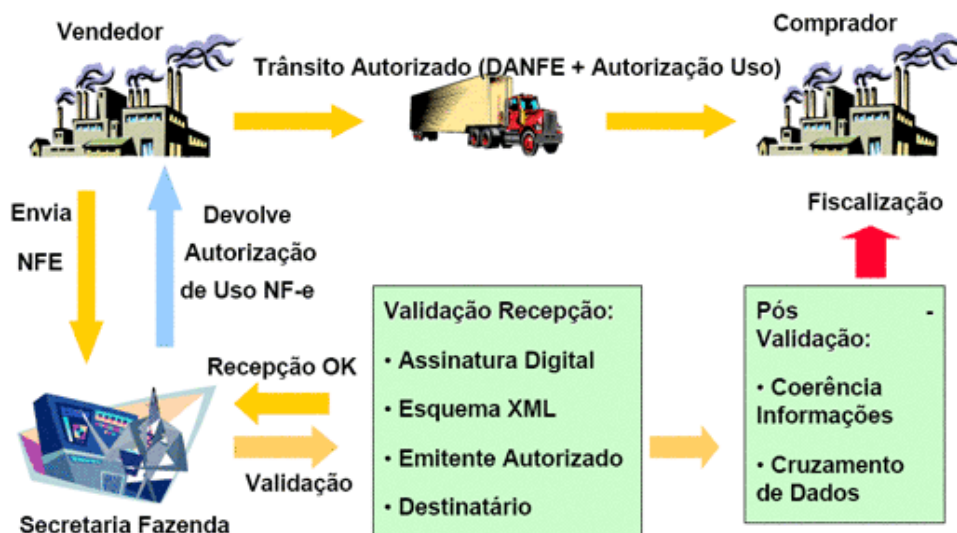 Vendedor
Comprador
Trânsito Autorizado (DANFE + Autorização Uso)
Envia
NFE
Devolve
Autorização
de Uso NF-e
Fiscalização
Recepção OK
Validação
Secretaria Fazenda
Validação Recepção:
• Assinatura Digital
• Esquema XML
• Emitente Autorizado
• Destinatário
Pós -
Validação:
• Coerência
Informações
• Cruzamento
de Dados